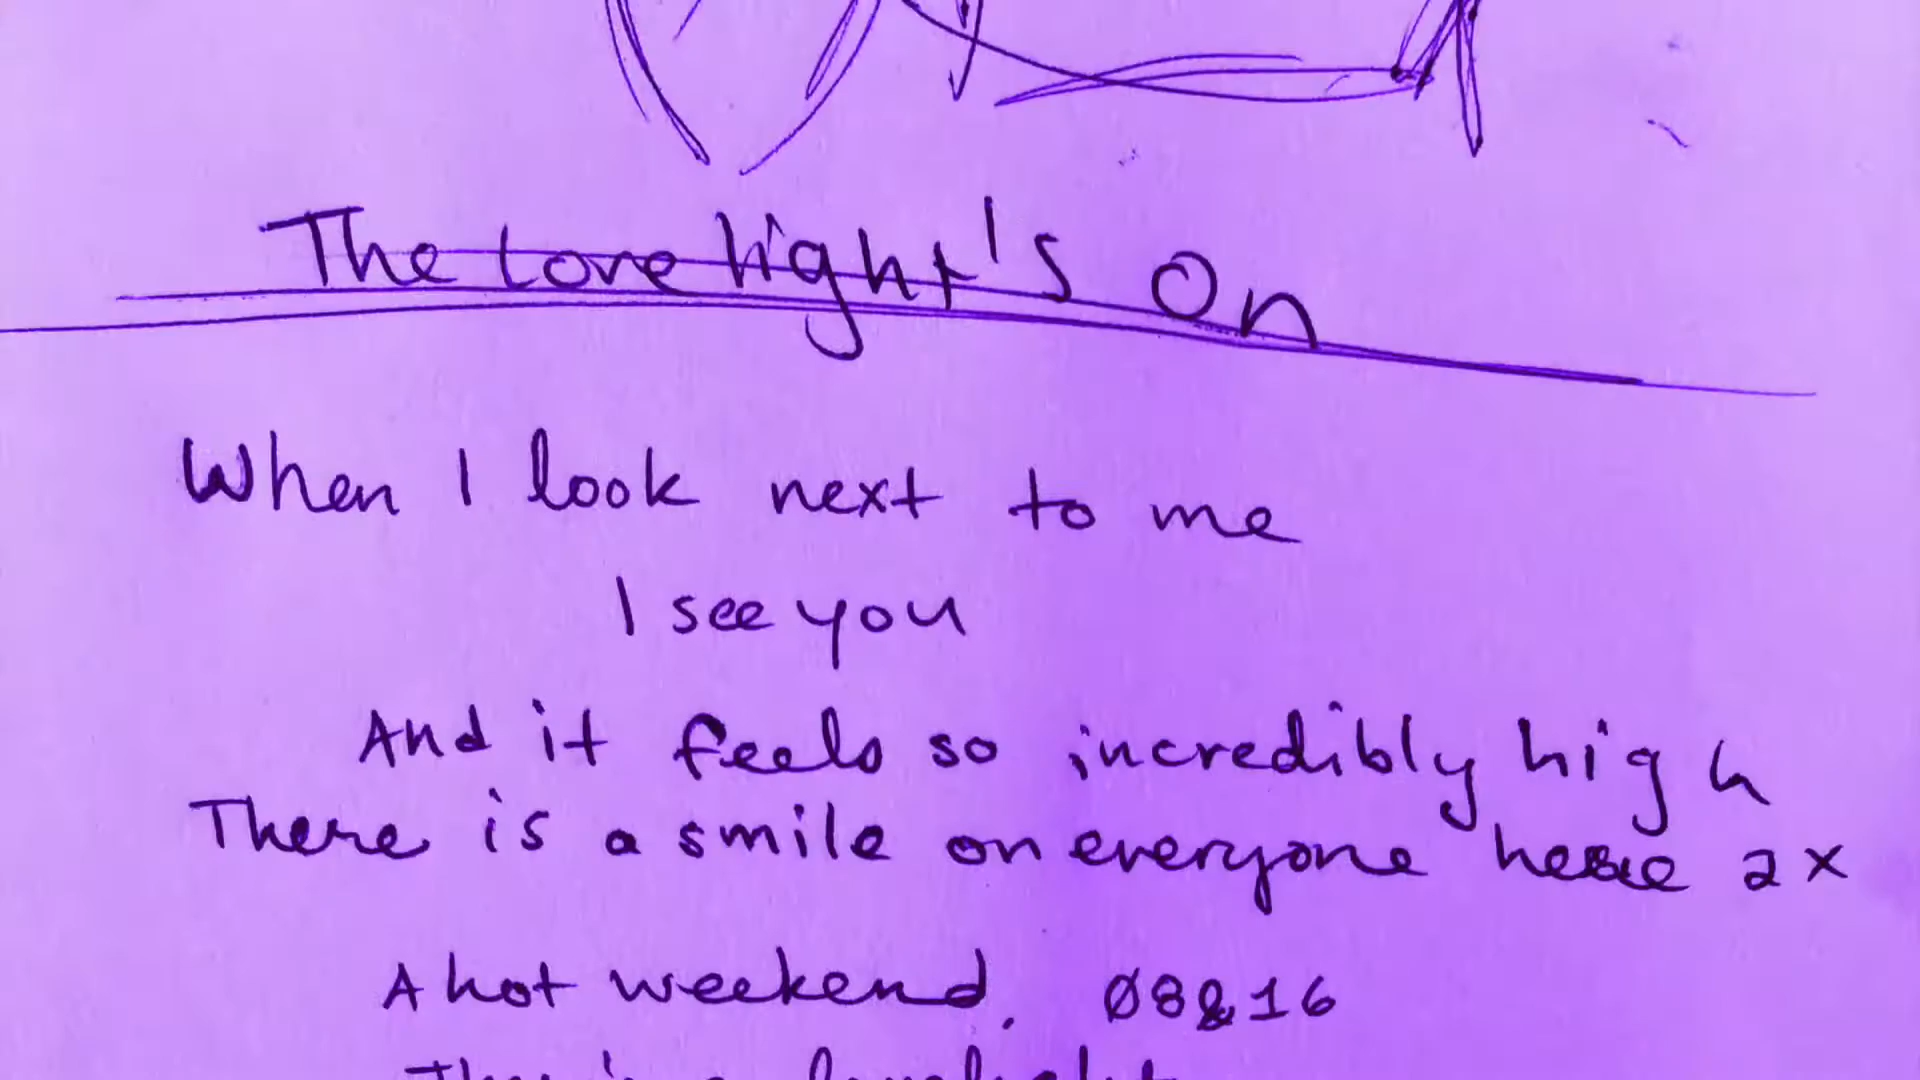 The Love light's On
When I look next to me
I see you
And it feels so incredibly high
There is a smile on everyone here 2x
A hot weekend. Ø8&16